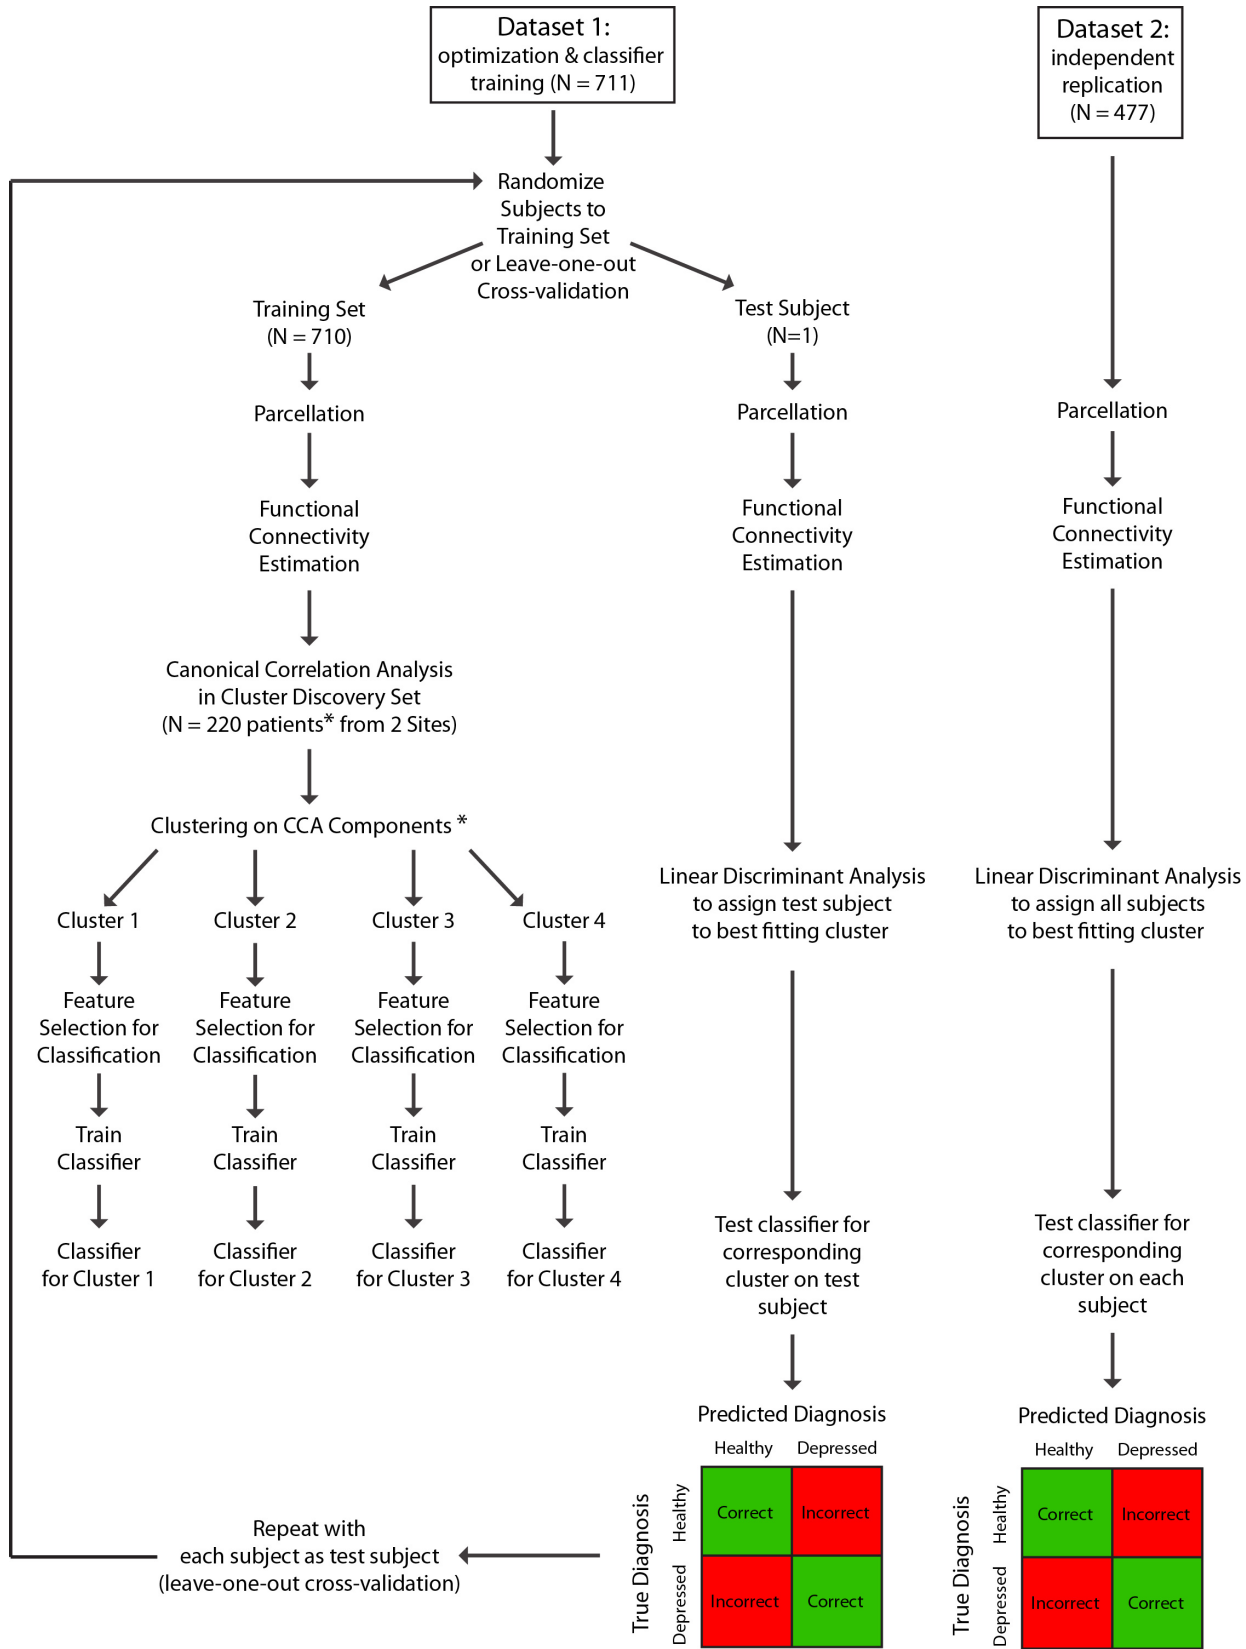 Dataset 1:
optimization & classifier
training (N = 711)
Dataset 2:
independent
replication
(N = 477)
Randomize
Subjects to
Training Set
or Leave-one-out
Cross-validation
Training Set
(N = 710)
Test Subject
(N=1)
Parcellation
Parcellation
Parcellation
Functional
Connectivity
Estimation
Functional
Connectivity
Estimation
Functional
Connectivity
Estimation
Canonical Correlation Analysis
in Cluster Discovery Set
(N = 220 patients* from 2 Sites)
Clustering on CCA Components *
Cluster 1
Cluster 2
Cluster 3
Cluster 4
Linear Discriminant Analysis
to assign test subject
to best fitting cluster
Linear Discriminant Analysis
to assign all subjects
to best fitting cluster
Feature
Selection for
Classification
Feature
Selection for
Classification
Feature
Selection for
Classification
Feature
Selection for
Classification
Train
Classifier
Train
Classifier
Train
Classifier
Train
Classifier
Classifier
for Cluster 1
Classifier
for Cluster 2
Classifier
for Cluster 3
Classifier
for Cluster 4
Test classifier for
corresponding
cluster on test
subject
Test classifier for
corresponding
cluster on each
subject
Predicted Diagnosis
Healthy Depressed
True Diagnosis
Healthy
Depressed
Correct Incorrect
Incorrect Correct
Predicted Diagnosis
Healthy Depressed
True Diagnosis
Healthy
Depressed
Correct Incorrect
Incorrect Correct
Repeat with
each subject as test subject
(leave-one-out cross-validation)